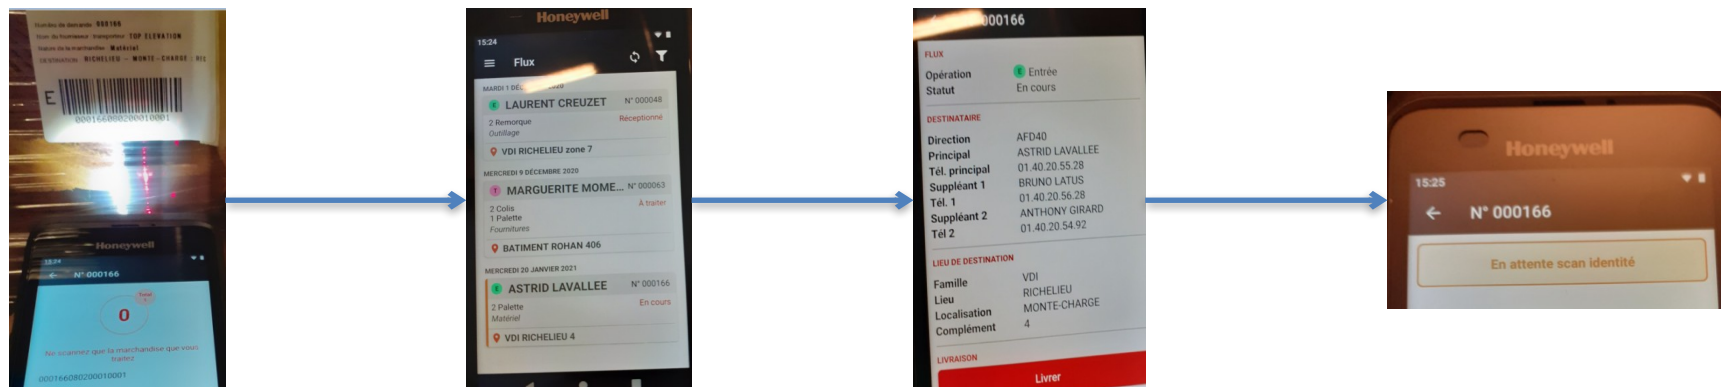 Numéro de demande 000166
Nom du fournisseur transporteur TOP ELEVATION
Nature de la marchandise Matériel
DESTINATION : RICHELIEU - MONTE-CHARGE : RIE
E
000166080200010001
Honeywell
15:24
← N° 000166
Total
0
Ne scannez que la marchandise que vous
traitez
000166080200010001
Honeywell
15:24
Flux
MARDI 1 DÉCEMBRE 2020
E LAURENT CREUZET N° 000048
2 Remorque Réceptionné
Outillage
VDI RICHELIEU zone 7
MERCREDI 9 DÉCEMBRE 2020
T MARGUERITE MOME... N° 000063
2 Colis À traiter
1 Palette
Fournitures
BATIMENT ROHAN 406
MERCREDI 20 JANVIER 2021
E ASTRID LAVALLEE N° 000166
2 Palette En cours
Matériel
VDI RICHELIEU 4
000166
FLUX
Opération E Entrée
Statut En cours
DESTINATAIRE
Direction AFD40
Principal ASTRID LAVALLEE
Tél. principal 01.40.20.55.28
Suppléant 1 BRUNO LATUS
Tél. 1 01.40.20.56.28
Suppléant 2 ANTHONY GIRARD
Tél 2 01.40.20.54.92
LIEU DE DESTINATION
Famille VDI
Lieu RICHELIEU
Localisation MONTE-CHARGE
Complément 4
LIVRAISON
Livrer
Honeywell
15:25
← N° 000166
En attente scan identité